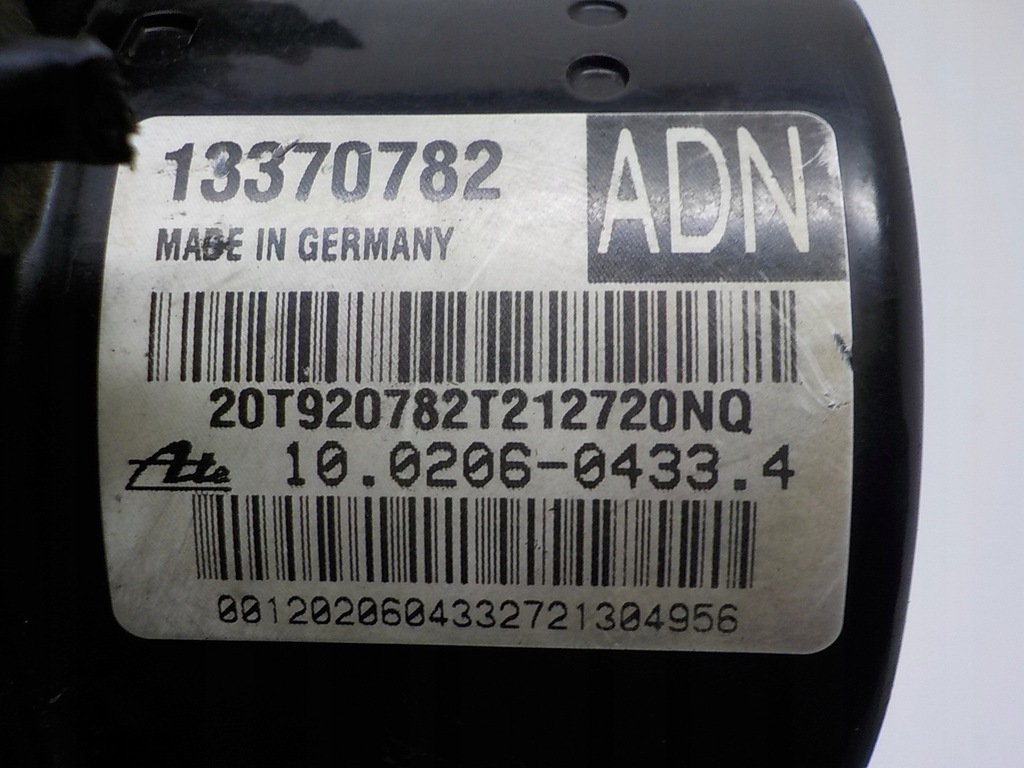 13370782 ADN
MADE IN GERMANY
20T920782T212720NQ
Ate 10.0206-0433.4
0012020604332721304956